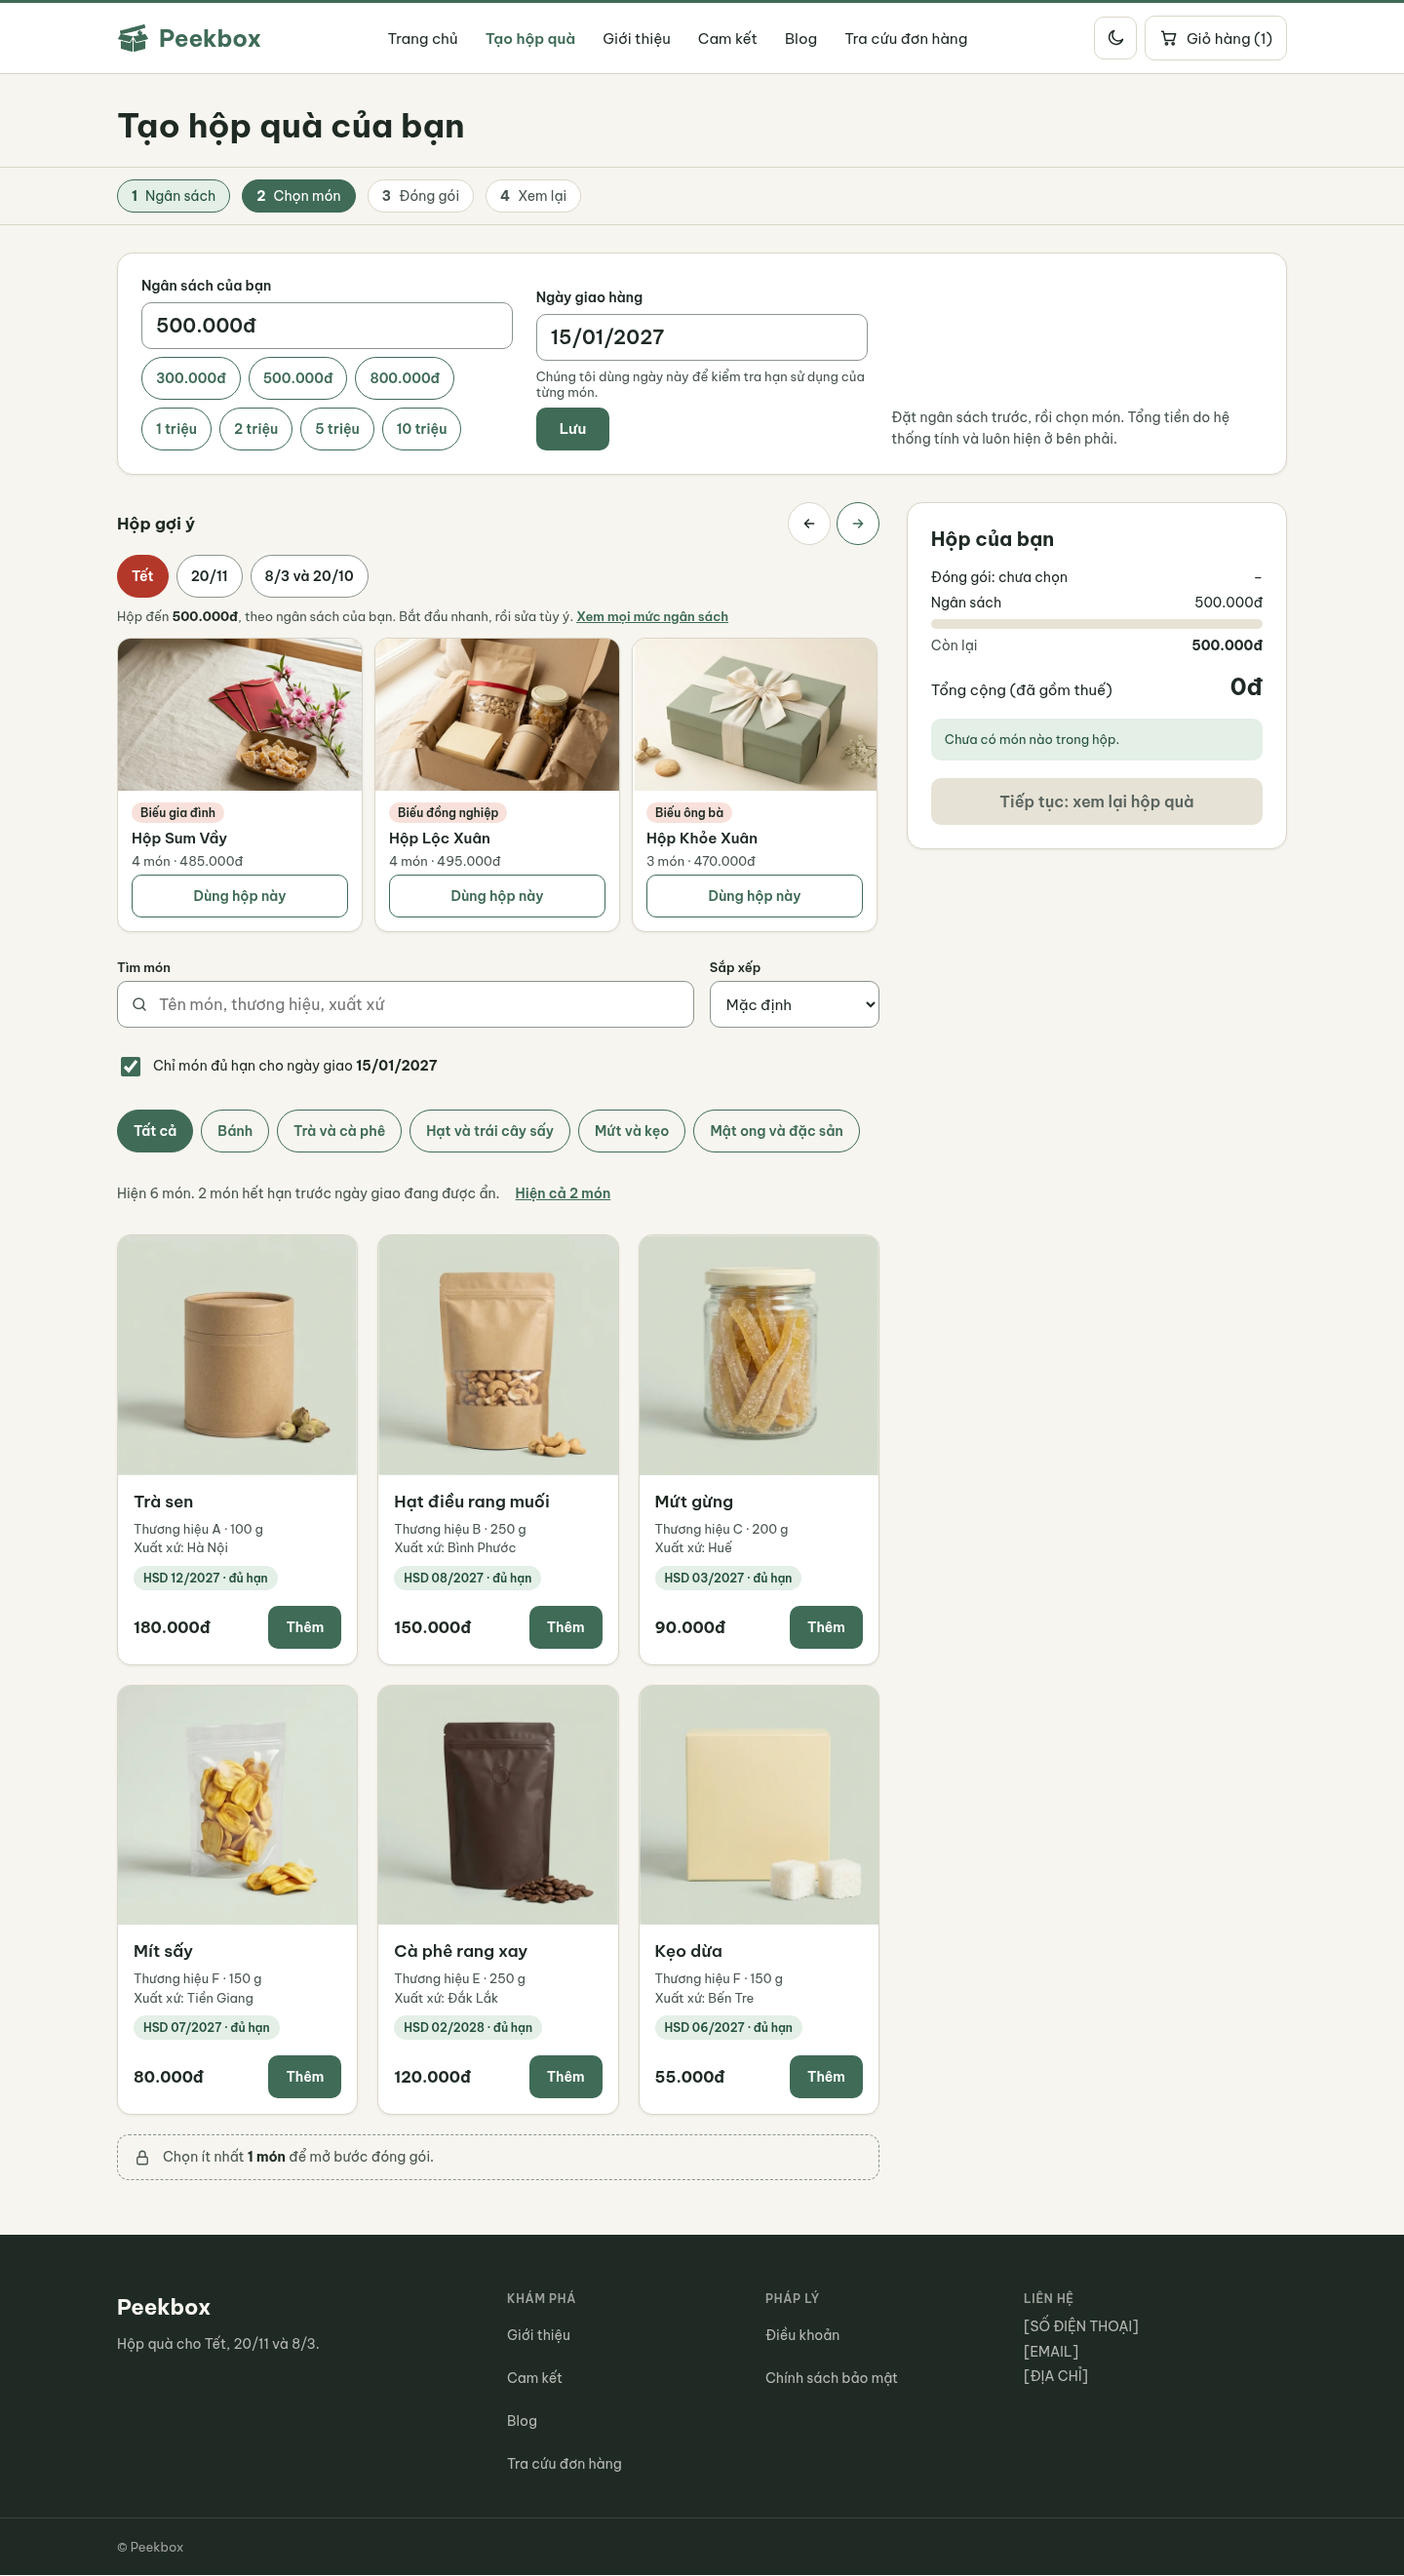 Peekbox
Trang chủ
Tạo hộp quà
Giới thiệu
Cam kết
Blog
Tra cứu đơn hàng
Giỏ hàng (1)
Tạo hộp quà của bạn
1 Ngân sách
2 Chọn món
3 Đóng gói
4 Xem lại
Ngân sách của bạn
500.000đ
300.000đ
500.000đ
800.000đ
1 triệu
2 triệu
5 triệu
10 triệu
Ngày giao hàng
15/01/2027
Chúng tôi dùng ngày này để kiểm tra hạn sử dụng của
từng món.
Lưu
Đặt ngân sách trước, rồi chọn món. Tổng tiền do hệ
thống tính và luôn hiện ở bên phải.
Hộp gợi ý
Tết
20/11
8/3 và 20/10
Hộp đến 500.000đ, theo ngân sách của bạn. Bắt đầu nhanh, rồi sửa tùy ý. Xem mọi mức ngân sách
Biếu gia đình
Hộp Sum Vầy
4 món · 485.000đ
Dùng hộp này
Biếu đồng nghiệp
Hộp Lộc Xuân
4 món · 495.000đ
Dùng hộp này
Biếu ông bà
Hộp Khỏe Xuân
3 món · 470.000đ
Dùng hộp này
Hộp của bạn
Đóng gói: chưa chọn –
Ngân sách 500.000đ
Còn lại 500.000đ
Tổng cộng (đã gồm thuế) 0đ
Chưa có món nào trong hộp.
Tiếp tục: xem lại hộp quà
Tìm món
Tên món, thương hiệu, xuất xứ
Sắp xếp
Mặc định
Chỉ món đủ hạn cho ngày giao 15/01/2027
Tất cả
Bánh
Trà và cà phê
Hạt và trái cây sấy
Mứt và kẹo
Mật ong và đặc sản
Hiện 6 món. 2 món hết hạn trước ngày giao đang được ẩn. Hiện cả 2 món
Trà sen
Thương hiệu A · 100 g
Xuất xứ: Hà Nội
HSD 12/2027 · đủ hạn
180.000đ
Thêm
Hạt điều rang muối
Thương hiệu B · 250 g
Xuất xứ: Bình Phước
HSD 08/2027 · đủ hạn
150.000đ
Thêm
Mứt gừng
Thương hiệu C · 200 g
Xuất xứ: Huế
HSD 03/2027 · đủ hạn
90.000đ
Thêm
Mít sấy
Thương hiệu F · 150 g
Xuất xứ: Tiền Giang
HSD 07/2027 · đủ hạn
80.000đ
Thêm
Cà phê rang xay
Thương hiệu E · 250 g
Xuất xứ: Đắk Lắk
HSD 02/2028 · đủ hạn
120.000đ
Thêm
Kẹo dừa
Thương hiệu F · 150 g
Xuất xứ: Bến Tre
HSD 06/2027 · đủ hạn
55.000đ
Thêm
Chọn ít nhất 1 món để mở bước đóng gói.
Peekbox
Hộp quà cho Tết, 20/11 và 8/3.
KHÁM PHÁ
Giới thiệu
Cam kết
Blog
Tra cứu đơn hàng
PHÁP LÝ
Điều khoản
Chính sách bảo mật
LIÊN HỆ
[SỐ ĐIỆN THOẠI]
[EMAIL]
[ĐỊA CHỈ]
© Peekbox